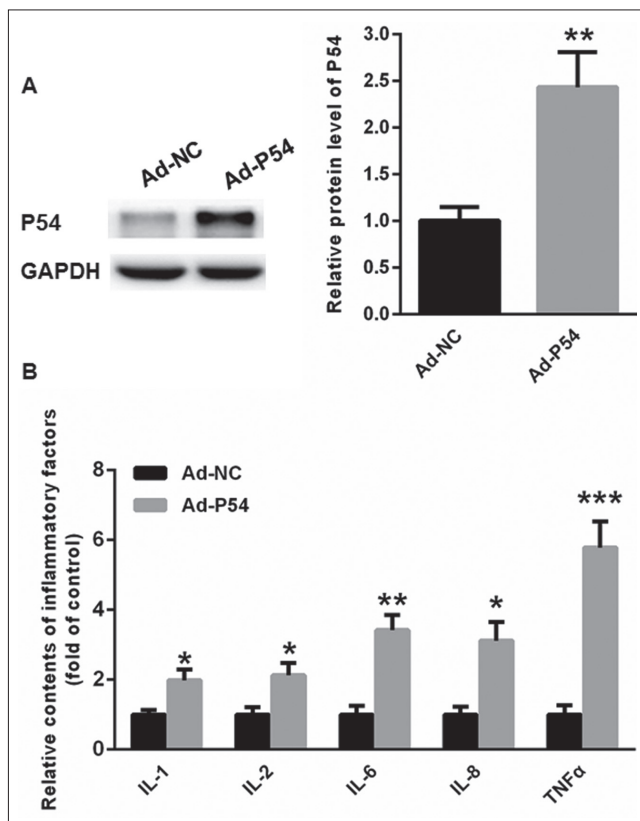 A
Ad-NC
Ad-P54
P54
GAPDH
Relative protein level of P54
3.0
2.5
2.0
1.5
1.0
0.5
0.0
**
Ad-NC
Ad-P54
B
Relative contents of inflammatory factors
(fold of control)
8
6
4
2
0
Ad-NC
Ad-P54
*
*
**
*
***
IL-1
IL-2
IL-6
IL-8
TNFα